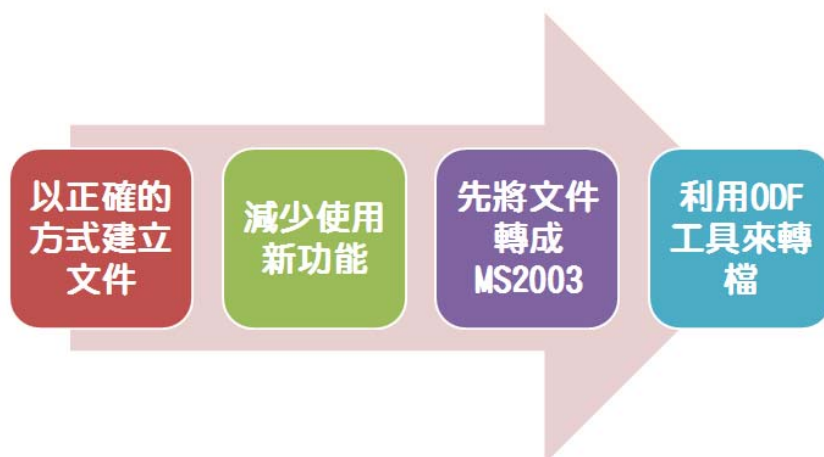 以正確的
方式建立
文件
減少使用
新功能
先將文件
轉成
MS2003
利用ODF
工具來轉
檔